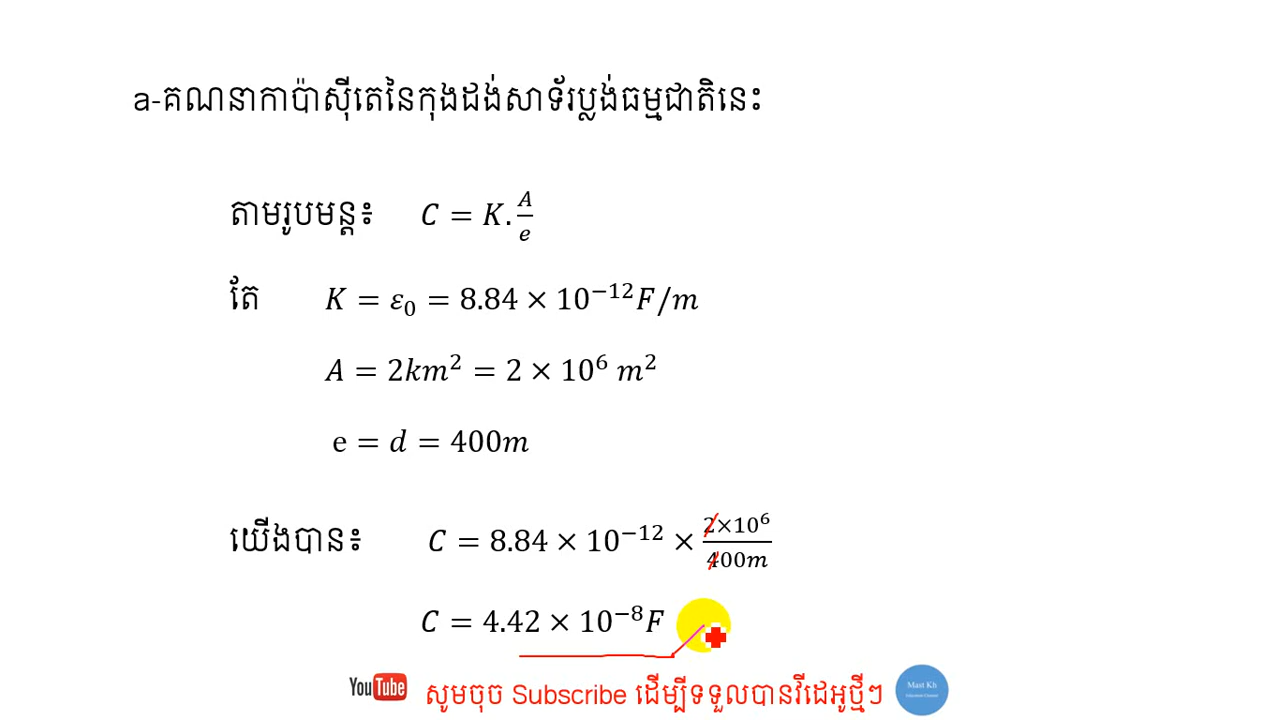 a-គណនាកាប៉ាស៊ីតេនៃកុងដង់សាទ័រប្លង់ធម្មជាតិនេះ
តាមរូបមន្ត៖ C = K.A/e
តែ K = ε₀ = 8.84 × 10⁻¹²F/m
A = 2km² = 2 × 10⁶ m²
e = d = 400m
យើងបាន៖ C = 8.84 × 10⁻¹² × 2×10⁶/400m
C = 4.42 × 10⁻⁸F
YouTube សូមចុច Subscribe ដើម្បីទទួលបានវីដេអូថ្មីៗ
Mast Kh